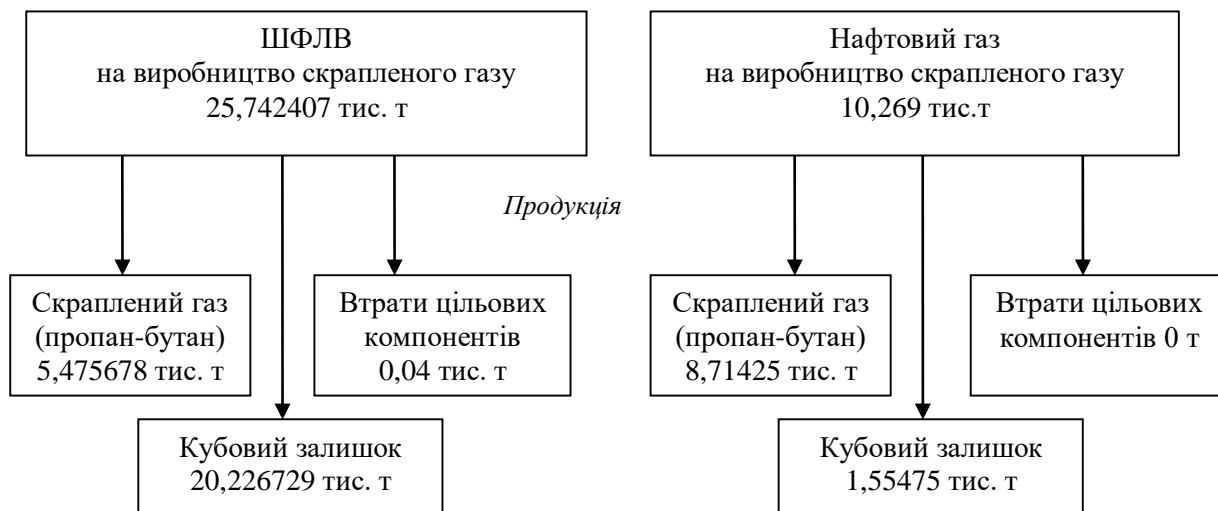 ШФЛВ
на виробництво скрапленого газу
25,742407 тис. т
Нафтовий газ
на виробництво скрапленого газу
10,269 тис.т
Продукція
Скраплений газ
(пропан-бутан)
5,475678 тис. т
Втрати цільових
компонентів
0,04 тис. т
Скраплений газ
(пропан-бутан)
8,71425 тис. т
Втрати цільових
компонентів 0 т
Кубовий залишок
20,226729 тис. т
Кубовий залишок
1,55475 тис. т